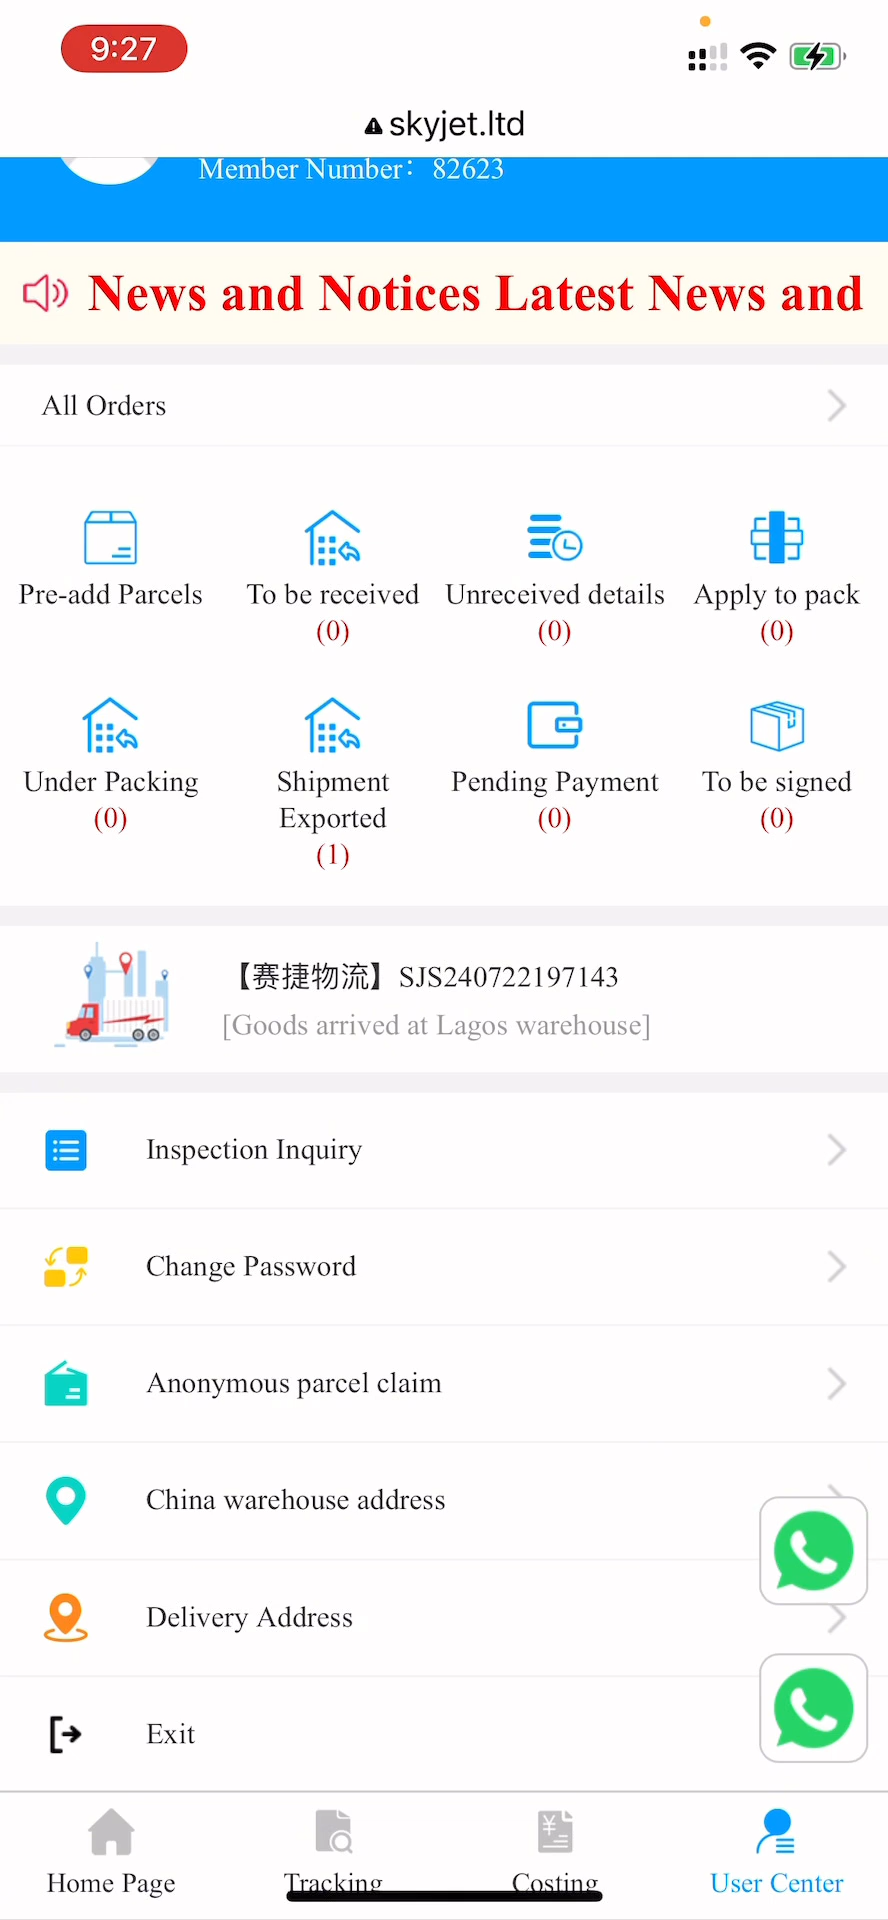 9:27
skyjet.ltd
Member Number: 82623
News and Notices Latest News and
All Orders
Pre-add Parcels
To be received
(0)
Unreceived details
(0)
Apply to pack
(0)
Under Packing
(0)
Shipment
Exported
(1)
Pending Payment
(0)
To be signed
(0)
【赛捷物流】SJS240722197143
[Goods arrived at Lagos warehouse]
Inspection Inquiry
Change Password
Anonymous parcel claim
China warehouse address
Delivery Address
Exit
Home Page
Tracking
Costing
User Center